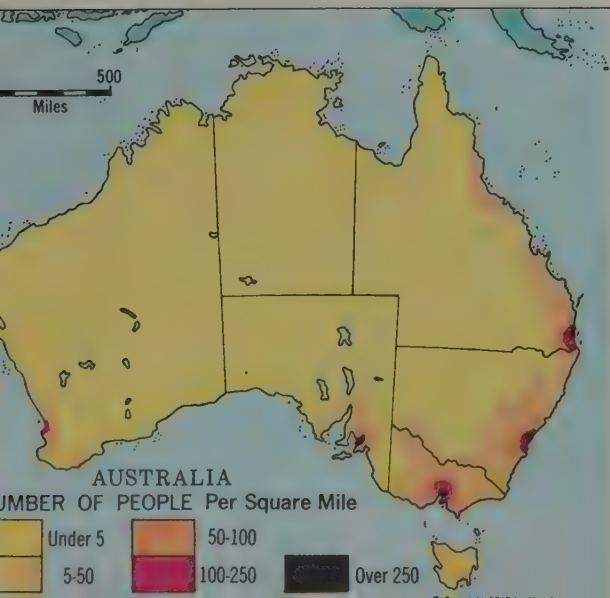 500
Miles
AUSTRALIA
UMBER OF PEOPLE Per Square Mile
Under 5
50-100
5-50
100-250
Over 250